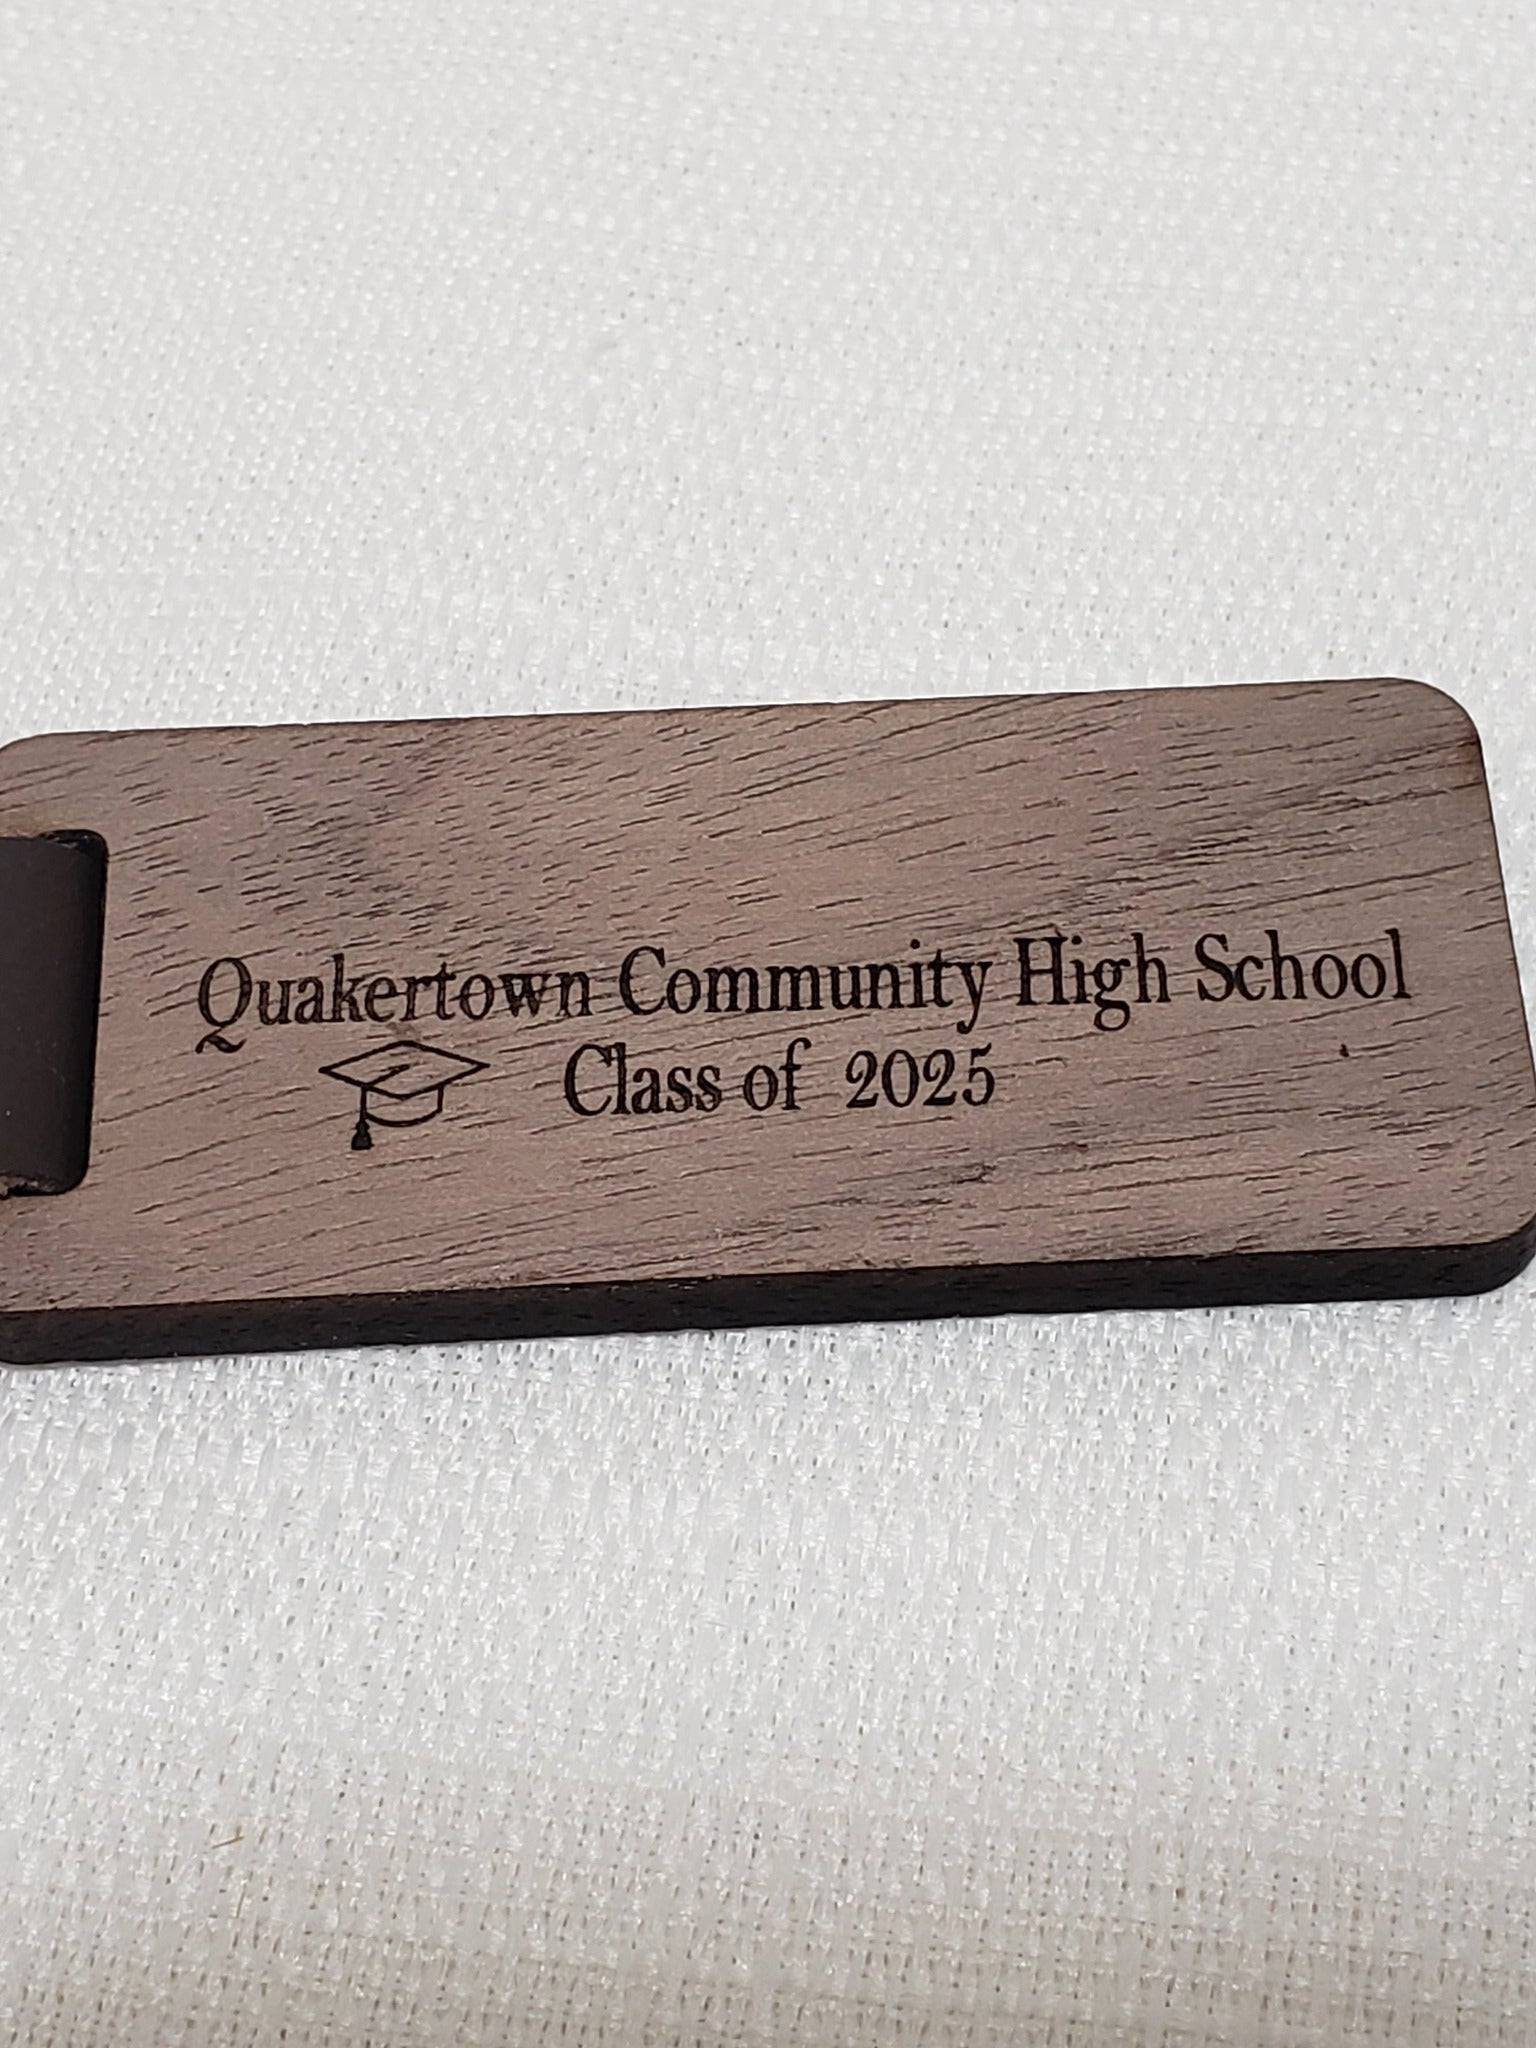 Quakertown Community High School
Class of 2025